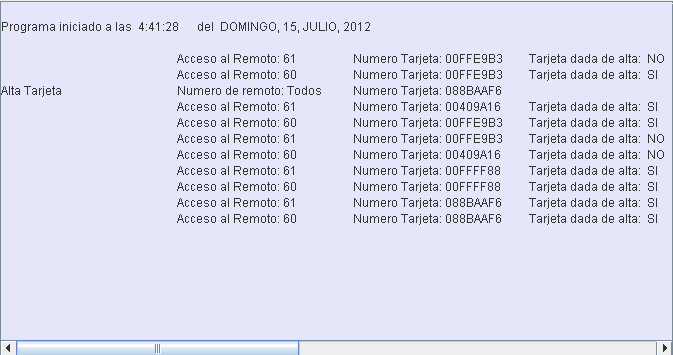 Programa iniciado a las 4:41:28 del DOMINGO, 15, JULIO, 2012
Acceso al Remoto: 61 Numero Tarjeta: 00FFE9B3 Tarjeta dada de alta: NO
Acceso al Remoto: 60 Numero Tarjeta: 00FFE9B3 Tarjeta dada de alta: SI
Alta Tarjeta Numero de remoto: Todos Numero Tarjeta: 088BAAF6
Acceso al Remoto: 61 Numero Tarjeta: 00409A16 Tarjeta dada de alta: SI
Acceso al Remoto: 60 Numero Tarjeta: 00FFE9B3 Tarjeta dada de alta: SI
Acceso al Remoto: 61 Numero Tarjeta: 00FFE9B3 Tarjeta dada de alta: NO
Acceso al Remoto: 60 Numero Tarjeta: 00409A16 Tarjeta dada de alta: NO
Acceso al Remoto: 61 Numero Tarjeta: 00FFFF88 Tarjeta dada de alta: SI
Acceso al Remoto: 60 Numero Tarjeta: 00FFFF88 Tarjeta dada de alta: SI
Acceso al Remoto: 61 Numero Tarjeta: 088BAAF6 Tarjeta dada de alta: SI
Acceso al Remoto: 60 Numero Tarjeta: 088BAAF6 Tarjeta dada de alta: SI